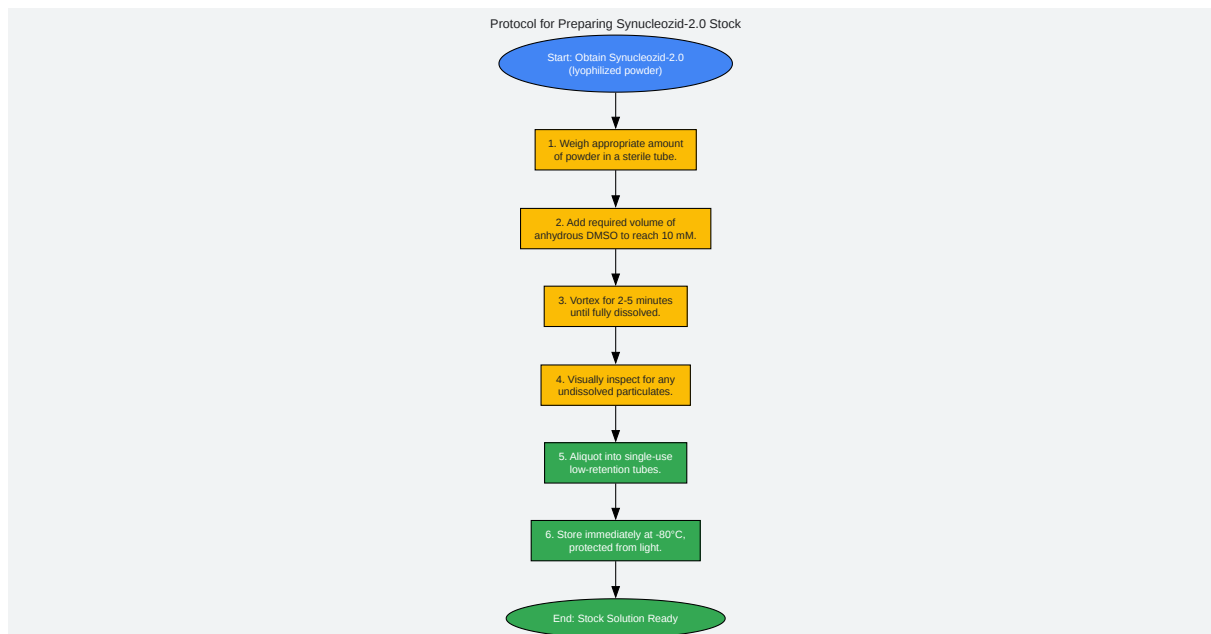 Protocol for Preparing Synucleozid-2.0 Stock
Start: Obtain Synucleozid-2.0
(lyophilized powder)
1. Weigh appropriate amount
of powder in a sterile tube.
2. Add required volume of
anhydrous DMSO to reach 10 mM.
3. Vortex for 2-5 minutes
until fully dissolved.
4. Visually inspect for any
undissolved particulates.
5. Aliquot into single-use
low-retention tubes.
6. Store immediately at -80°C,
protected from light.
End: Stock Solution Ready